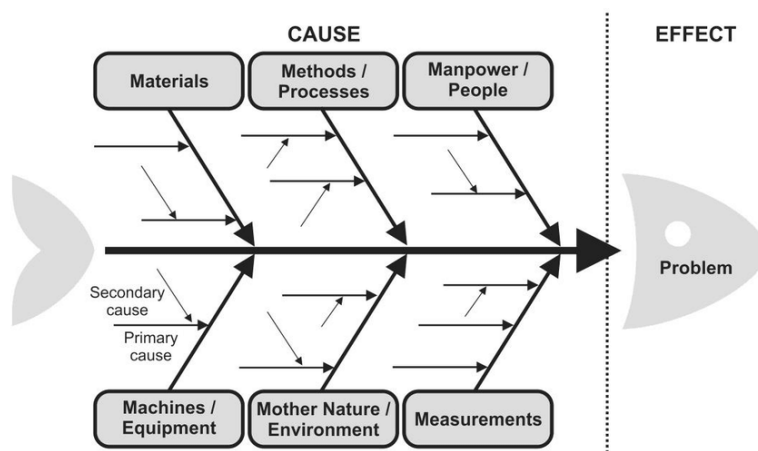 CAUSE
EFFECT
Materials
Methods /
Processes
Manpower /
People
Problem
Secondary
cause
Primary
cause
Machines /
Equipment
Mother Nature /
Environment
Measurements